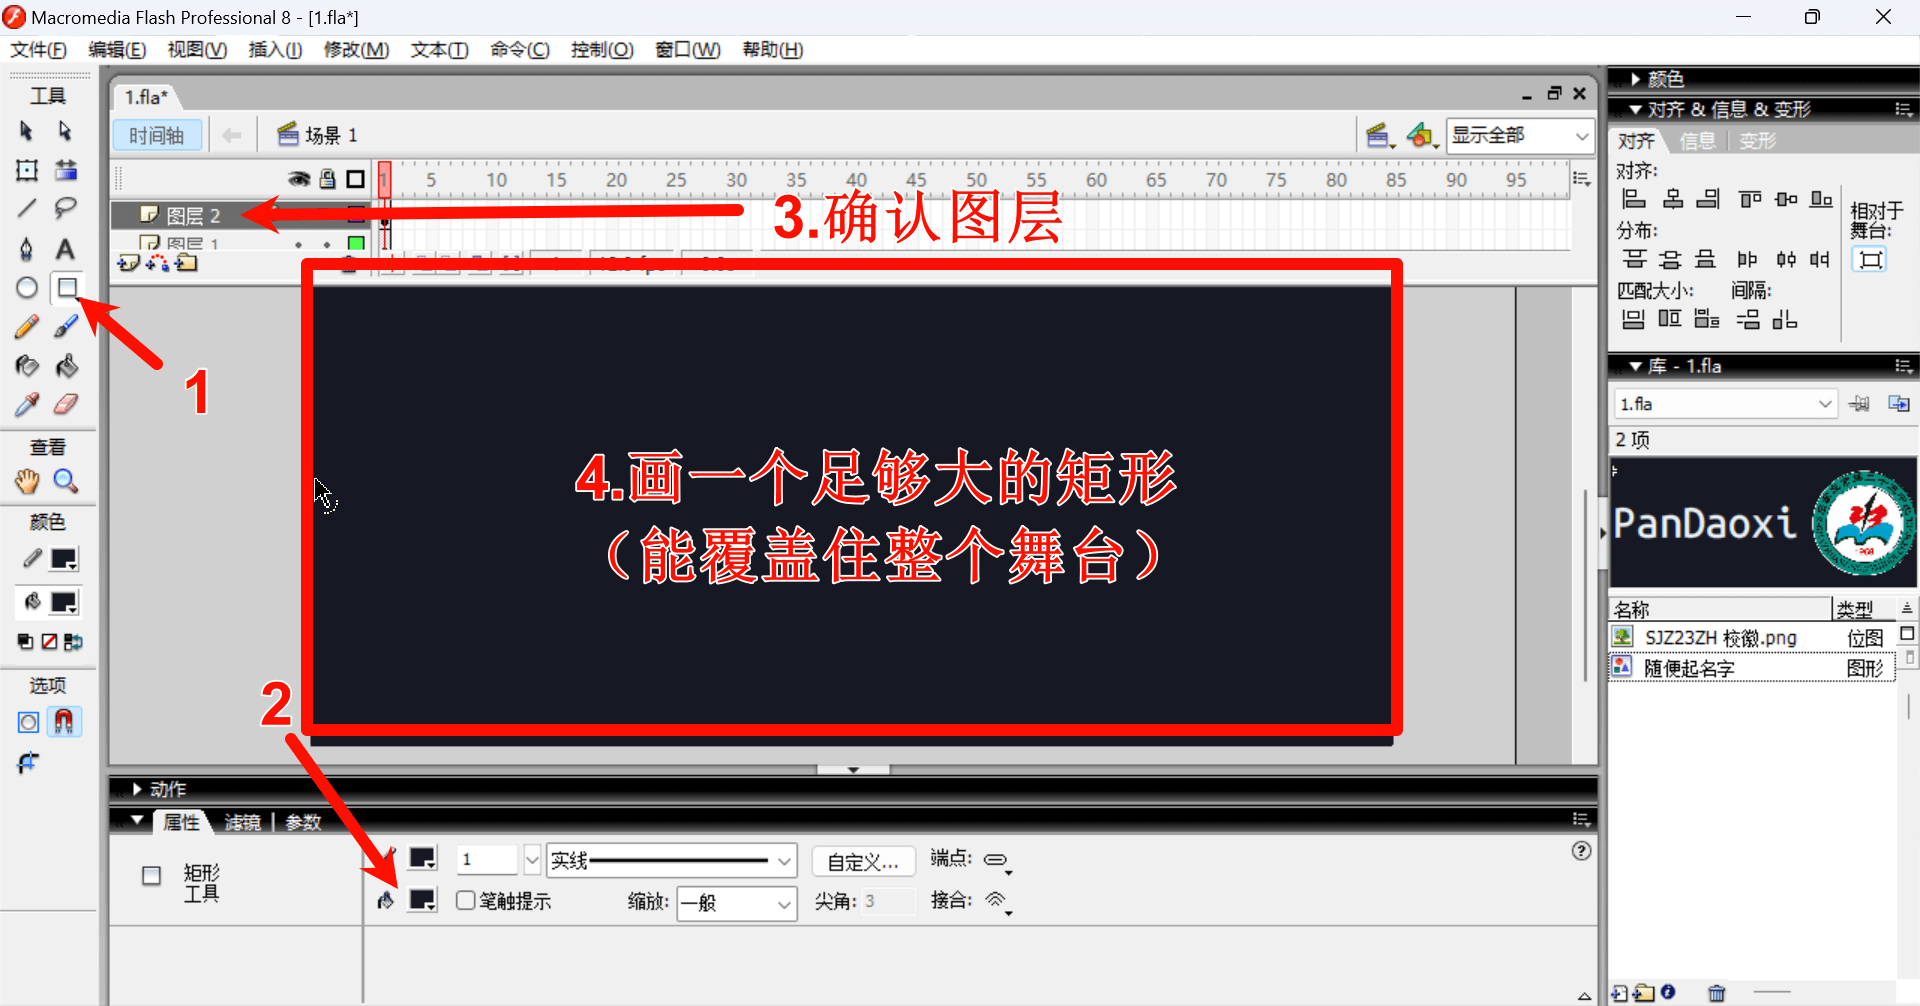 Macromedia Flash Professional 8 - [1.fla*]
文件(F) 编辑(E) 视图(V) 插入(I) 修改(M) 文本(T) 命令(C) 控制(O) 窗口(W) 帮助(H)
工具
1.fla*
时间轴
场景 1
显示全部
1 5 10 15 20 25 30 35 40 45 50 55 60 65 70 75 80 85 90 95
图层 2
3.确认图层
图层 1
1
4.画一个足够大的矩形
（能覆盖住整个舞台）
2
查看
颜色
选项
动作
属性 滤镜 参数
矩形
工具
1
实线
自定义...
端点:
笔触提示
缩放:
一般
尖角: 3
接合:
颜色
对齐 & 信息 & 变形
对齐 信息 变形
对齐:
相对于
舞台:
分布:
匹配大小: 间隔:
库 - 1.fla
1.fla
2 项
PanDaoxi
名称 类型
SJZ23ZH 校徽.png 位图
随便起名字 图形